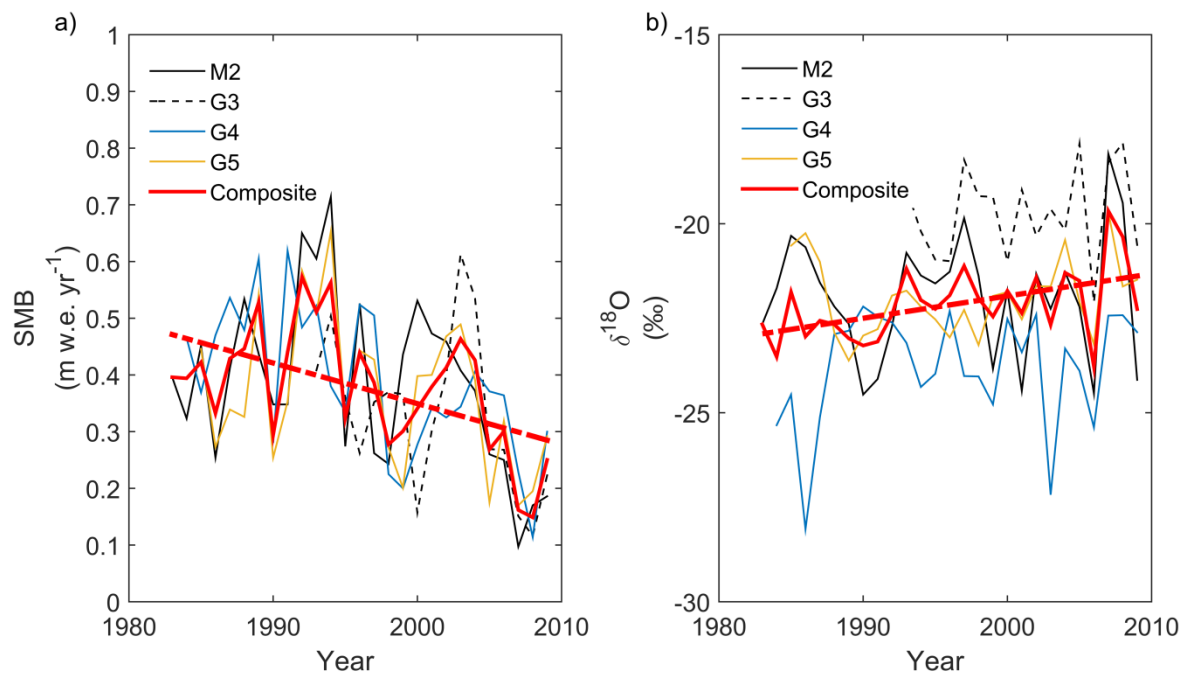 a)
SMB
(m w.e. yr⁻¹)
1
0.9
0.8
0.7
0.6
0.5
0.4
0.3
0.2
0.1
0
M2
G3
G4
G5
Composite
1980 1990 2000 2010
Year
b)
δ¹⁸O
(‰)
-15
-20
-25
-30
M2
G3
G4
G5
Composite
1980 1990 2000 2010
Year